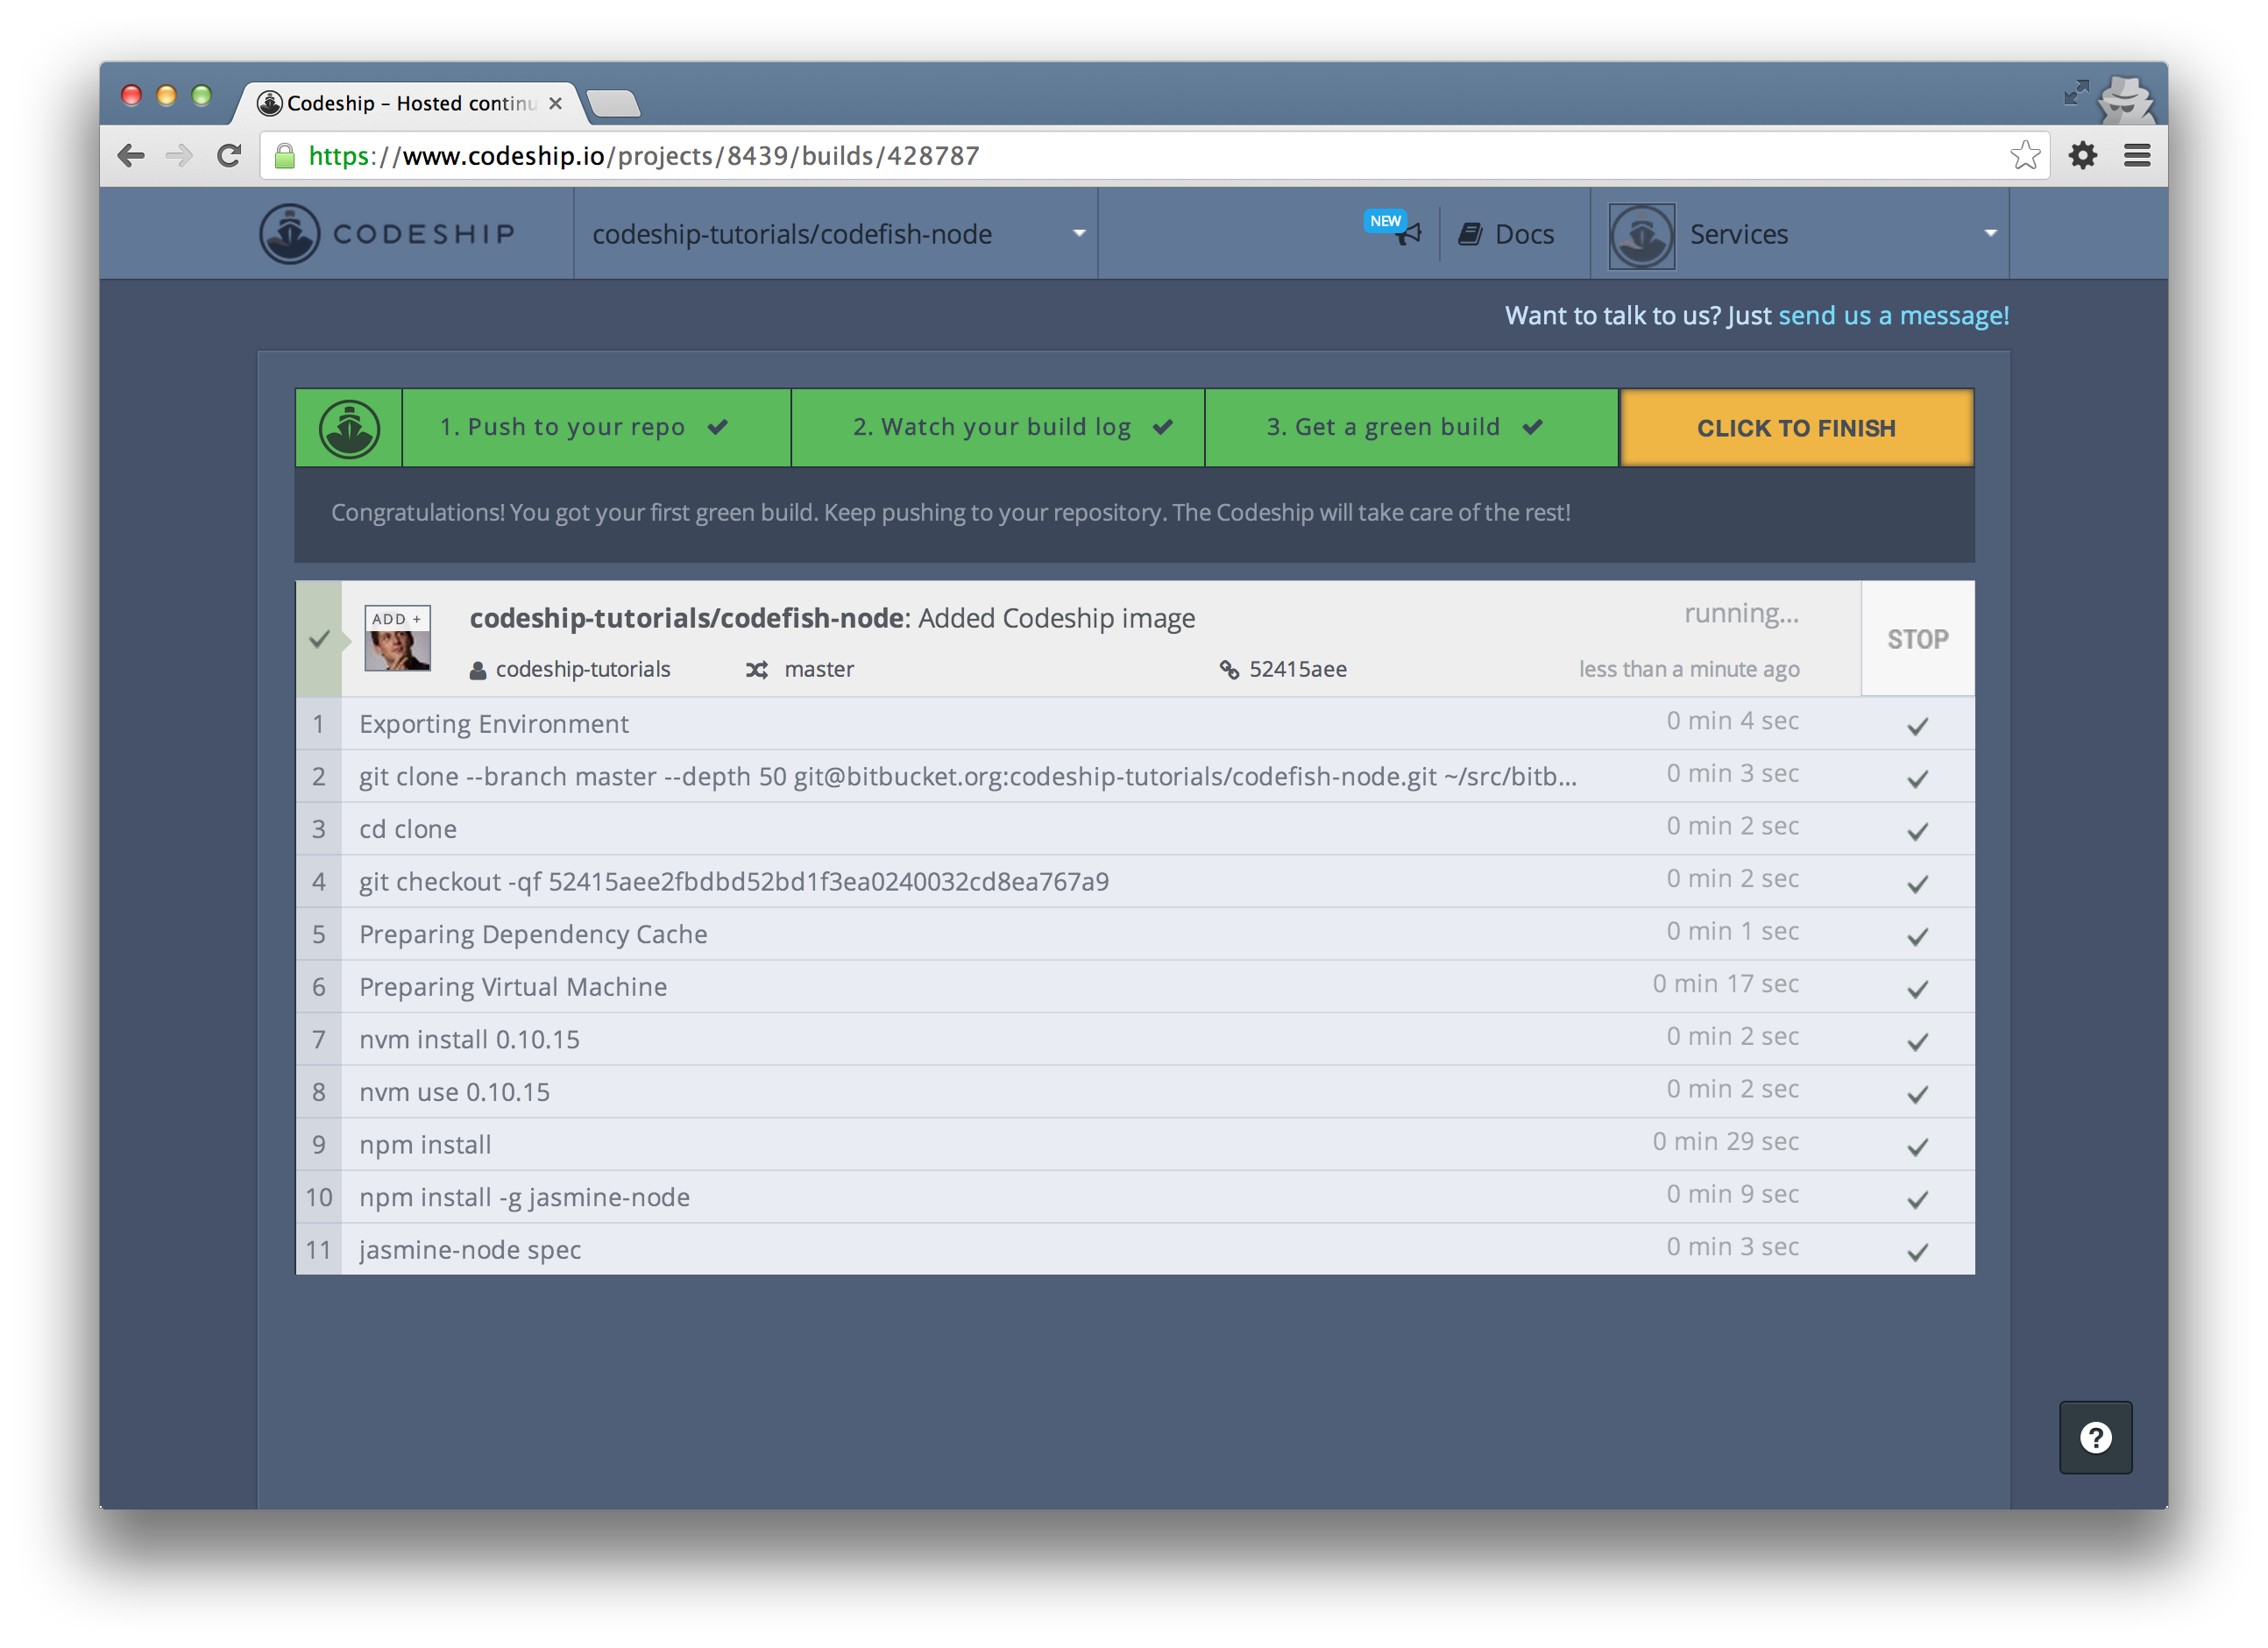 Codeship – Hosted continu
https://www.codeship.io/projects/8439/builds/428787
CODESHIP
codeship-tutorials/codefish-node
NEW
Docs
Services
Want to talk to us? Just send us a message!
1. Push to your repo
2. Watch your build log
3. Get a green build
CLICK TO FINISH
Congratulations! You got your first green build. Keep pushing to your repository. The Codeship will take care of the rest!
ADD +
codeship-tutorials/codefish-node: Added Codeship image
running...
STOP
codeship-tutorials
master
52415aee
less than a minute ago
1 Exporting Environment 0 min 4 sec
2 git clone --branch master --depth 50 git@bitbucket.org:codeship-tutorials/codefish-node.git ~/src/bitb... 0 min 3 sec
3 cd clone 0 min 2 sec
4 git checkout -qf 52415aee2fbdbd52bd1f3ea0240032cd8ea767a9 0 min 2 sec
5 Preparing Dependency Cache 0 min 1 sec
6 Preparing Virtual Machine 0 min 17 sec
7 nvm install 0.10.15 0 min 2 sec
8 nvm use 0.10.15 0 min 2 sec
9 npm install 0 min 29 sec
10 npm install -g jasmine-node 0 min 9 sec
11 jasmine-node spec 0 min 3 sec
?